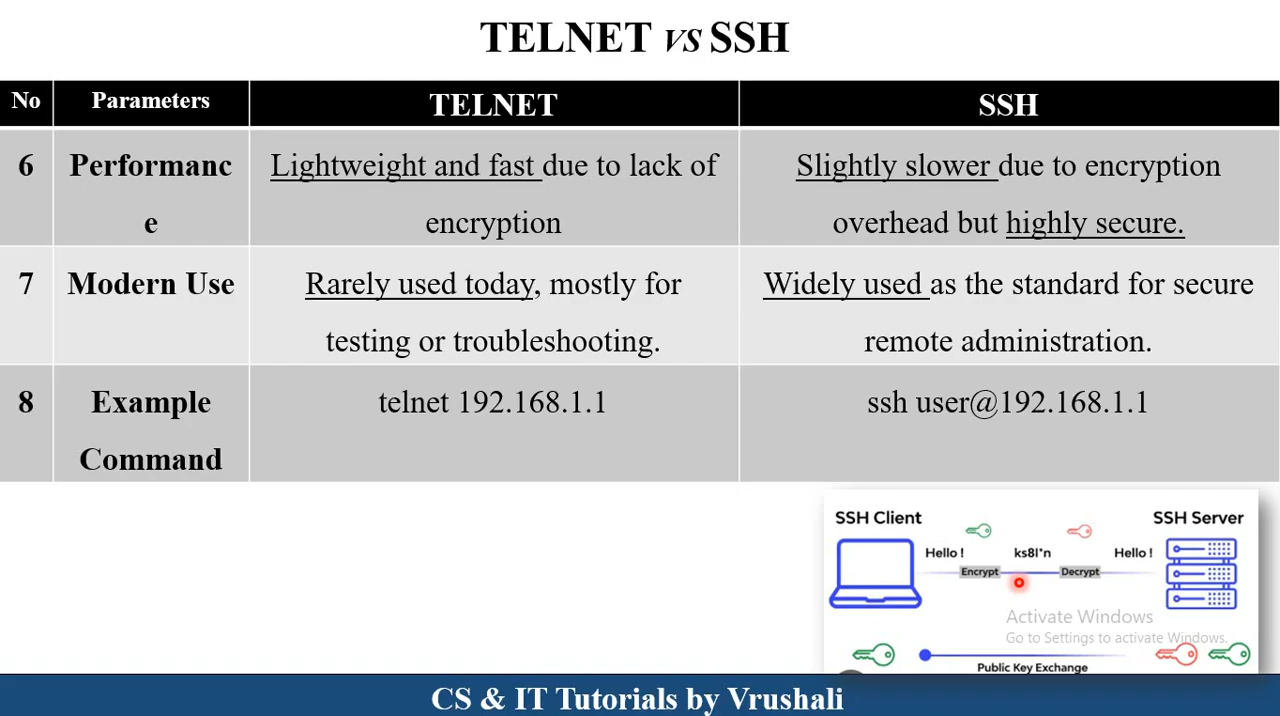 TELNET VS SSH
No Parameters TELNET SSH
6 Performanc Lightweight and fast due to lack of Slightly slower due to encryption
e encryption overhead but highly secure.
7 Modern Use Rarely used today, mostly for Widely used as the standard for secure
testing or troubleshooting. remote administration.
8 Example telnet 192.168.1.1 ssh user@192.168.1.1
Command
SSH Client SSH Server
Hello ! ks8l*n Hello !
Encrypt Decrypt
Activate Windows
Go to Settings to activate Windows.
Public Key Exchange
CS & IT Tutorials by Vrushali